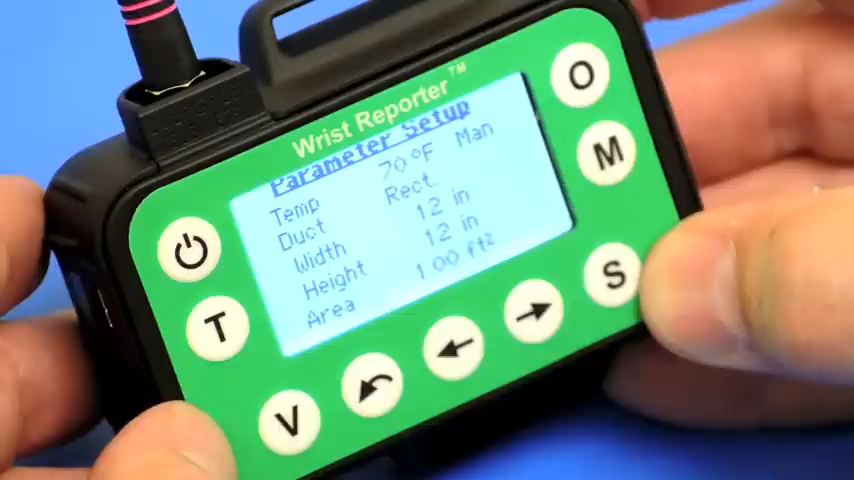 Wrist Reporter™
Parameter Setup
Temp 70°F Man
Duct Rect.
Width 12 in
Height 12 in
Area 1.00 ft²
O
M
S
T
V